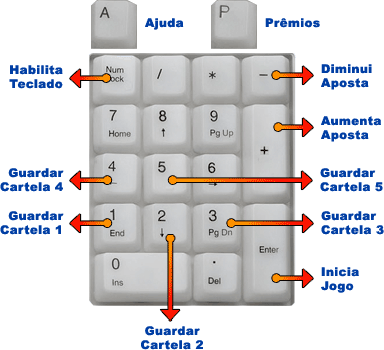 A
Ajuda
P
Prêmios
Habilita
Teclado
Num
Lock
/
*
−
Diminui
Aposta
7
Home
8
↑
9
Pg Up
+
Aumenta
Aposta
Guardar
Cartela 4
4
←
5
6
→
Guardar
Cartela 5
Guardar
Cartela 1
1
End
2
↓
3
Pg Dn
Guardar
Cartela 3
Enter
0
Ins
.
Del
Inicia
Jogo
Guardar
Cartela 2